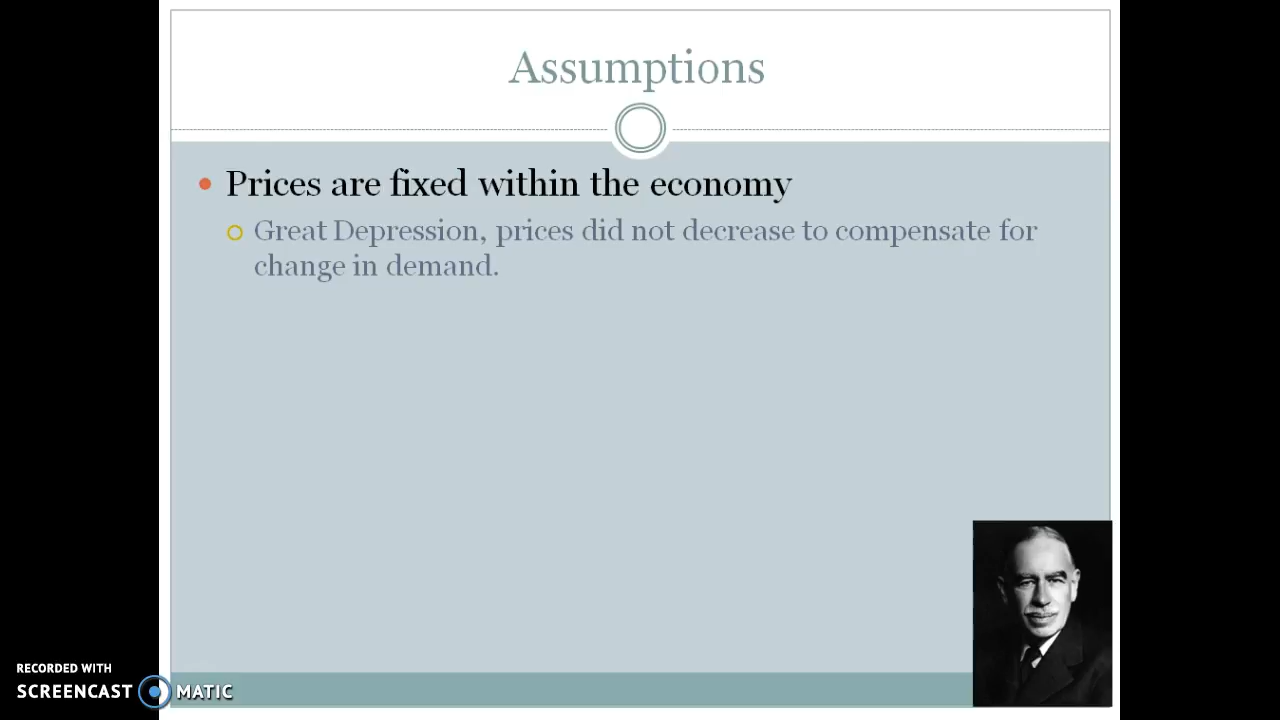 Assumptions
Prices are fixed within the economy
Great Depression, prices did not decrease to compensate for
change in demand.
RECORDED WITH
SCREENCAST MATIC